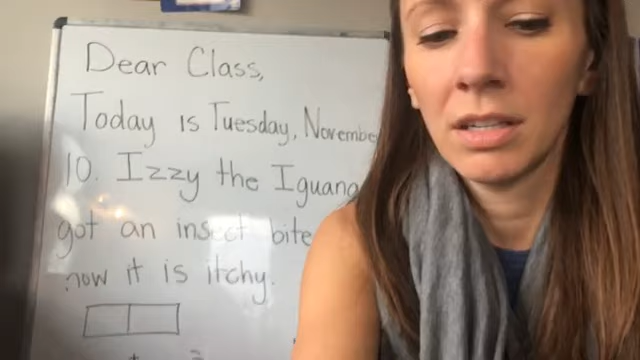 Dear Class,
Today is Tuesday, November
10. Izzy the Iguana
got an insect bite
now it is itchy.